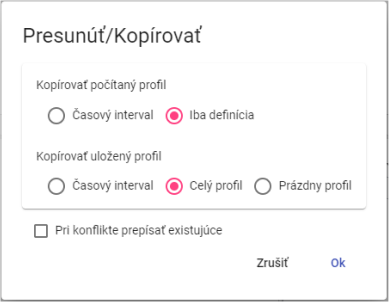 Presunúť/Kopírovať
Kopírovať počítaný profil
Časový interval Iba definícia
Kopírovať uložený profil
Časový interval Celý profil Prázdny profil
Pri konflikte prepísať existujúce
Zrušiť Ok